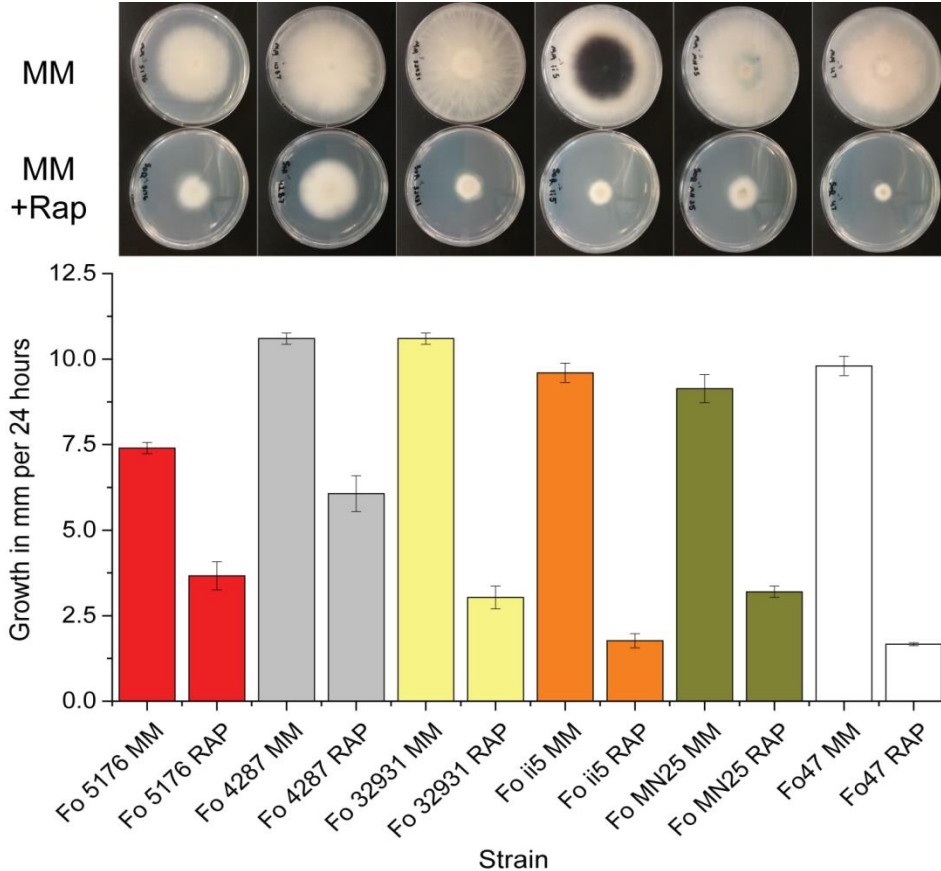 MM
MM
+Rap
12.5
10.0
7.5
5.0
2.5
0.0
Growth in mm per 24 hours
Fo 5176 MM
Fo 5176 RAP
Fo 4287 MM
Fo 4287 RAP
Fo 32931 MM
Fo 32931 RAP
Fo ii5 MM
Fo ii5 RAP
Fo MN25 MM
Fo MN25 RAP
Fo47 MM
Fo47 RAP
Strain